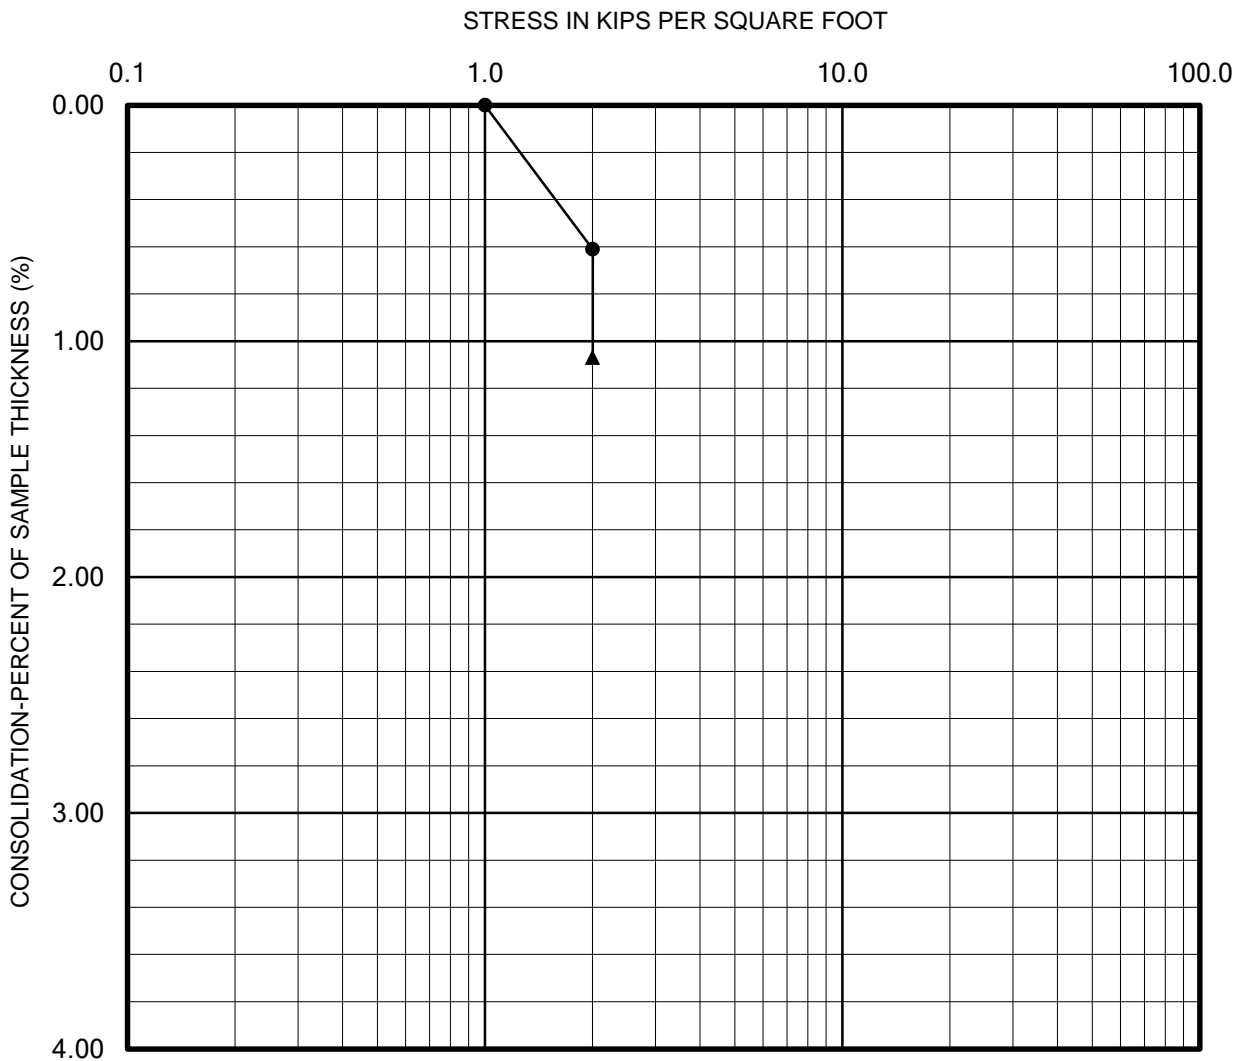 STRESS IN KIPS PER SQUARE FOOT
0.1 1.0 10.0 100.0
0.00
1.00
2.00
3.00
4.00
CONSOLIDATION-PERCENT OF SAMPLE THICKNESS (%)